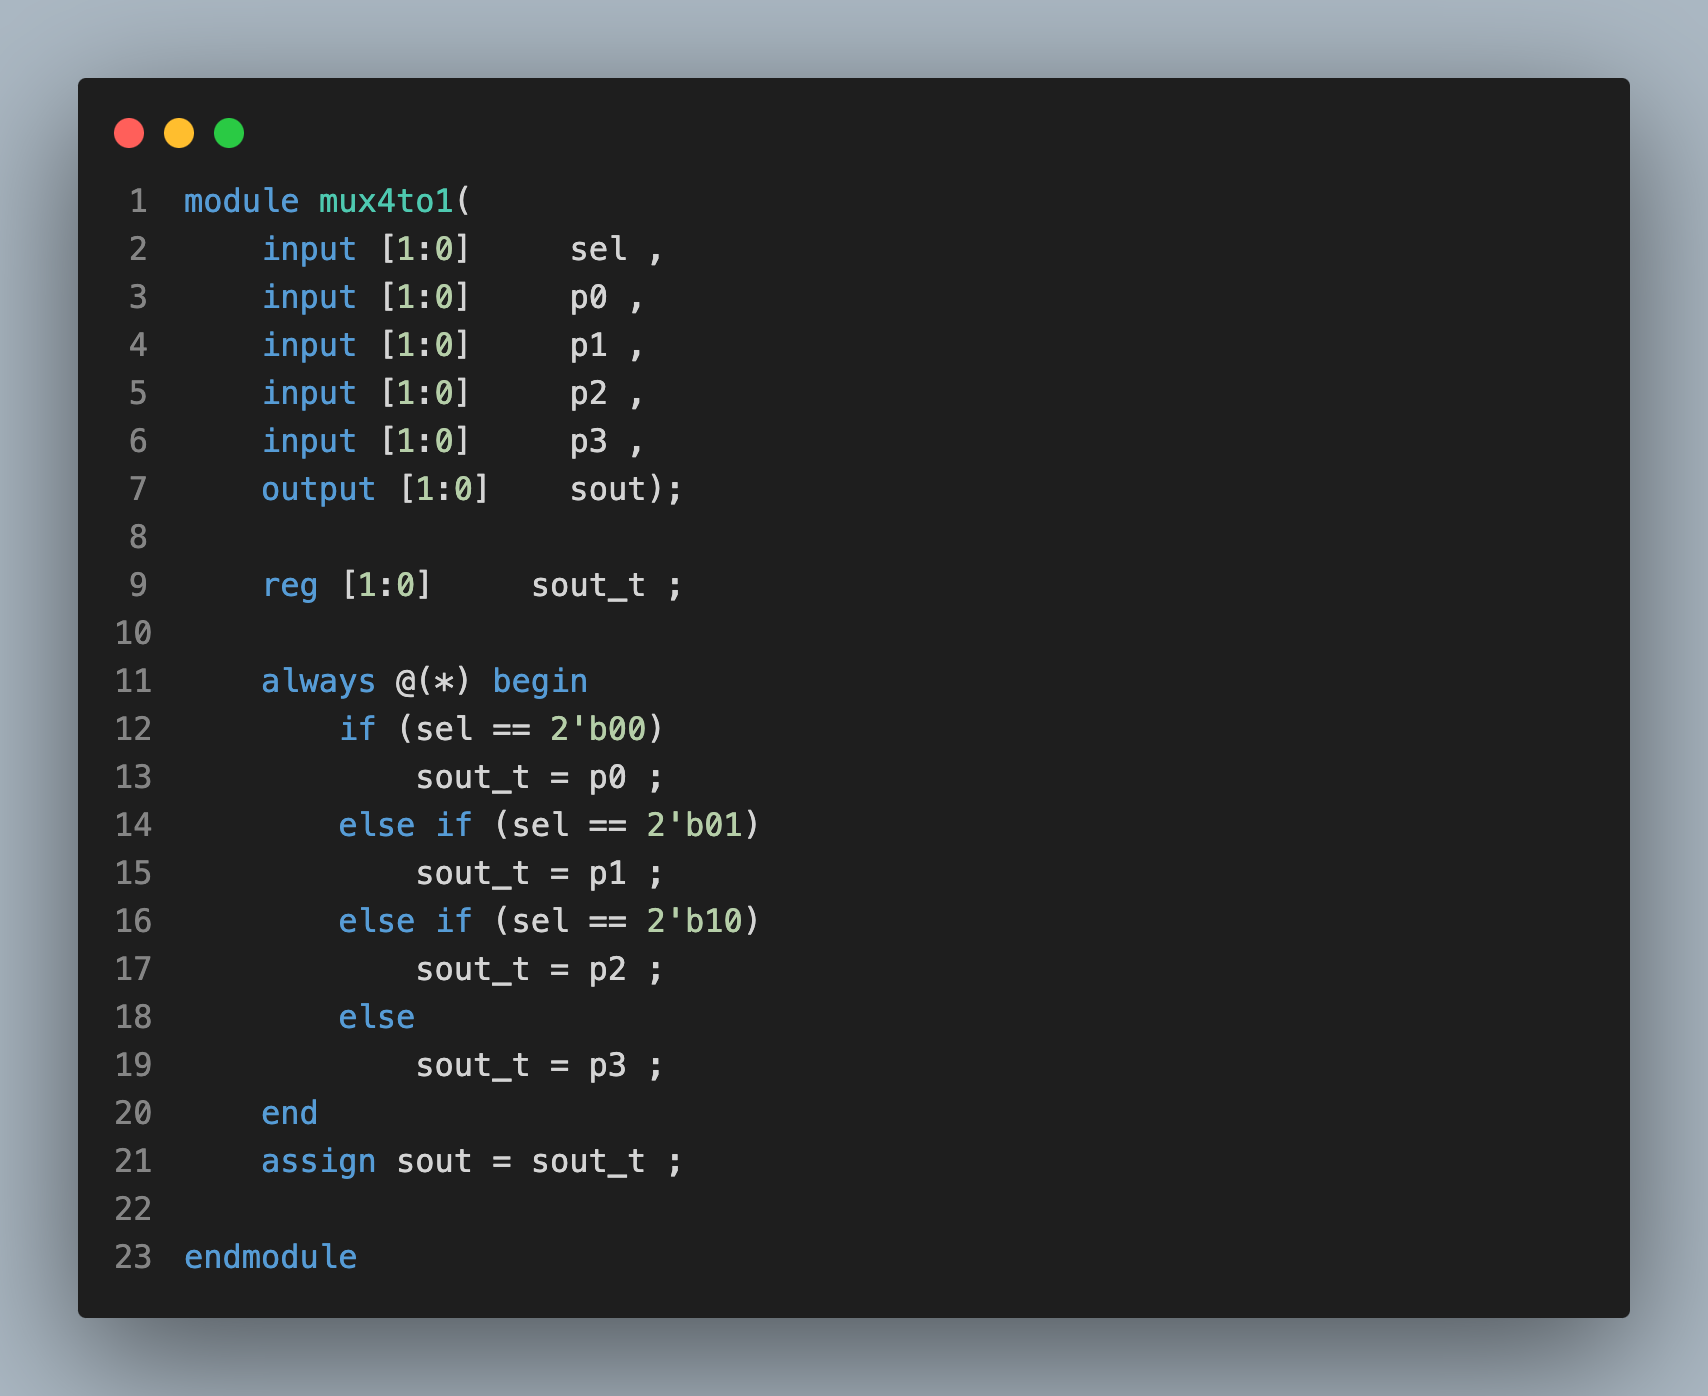 1 module mux4to1(
2     input [1:0]     sel ,
3     input [1:0]     p0 ,
4     input [1:0]     p1 ,
5     input [1:0]     p2 ,
6     input [1:0]     p3 ,
7     output [1:0]    sout);
8
9     reg [1:0]     sout_t ;
10
11     always @(*) begin
12         if (sel == 2'b00)
13             sout_t = p0 ;
14         else if (sel == 2'b01)
15             sout_t = p1 ;
16         else if (sel == 2'b10)
17             sout_t = p2 ;
18         else
19             sout_t = p3 ;
20     end
21     assign sout = sout_t ;
22
23 endmodule